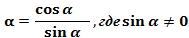 α = cos α / sin α , где sin α ≠ 0